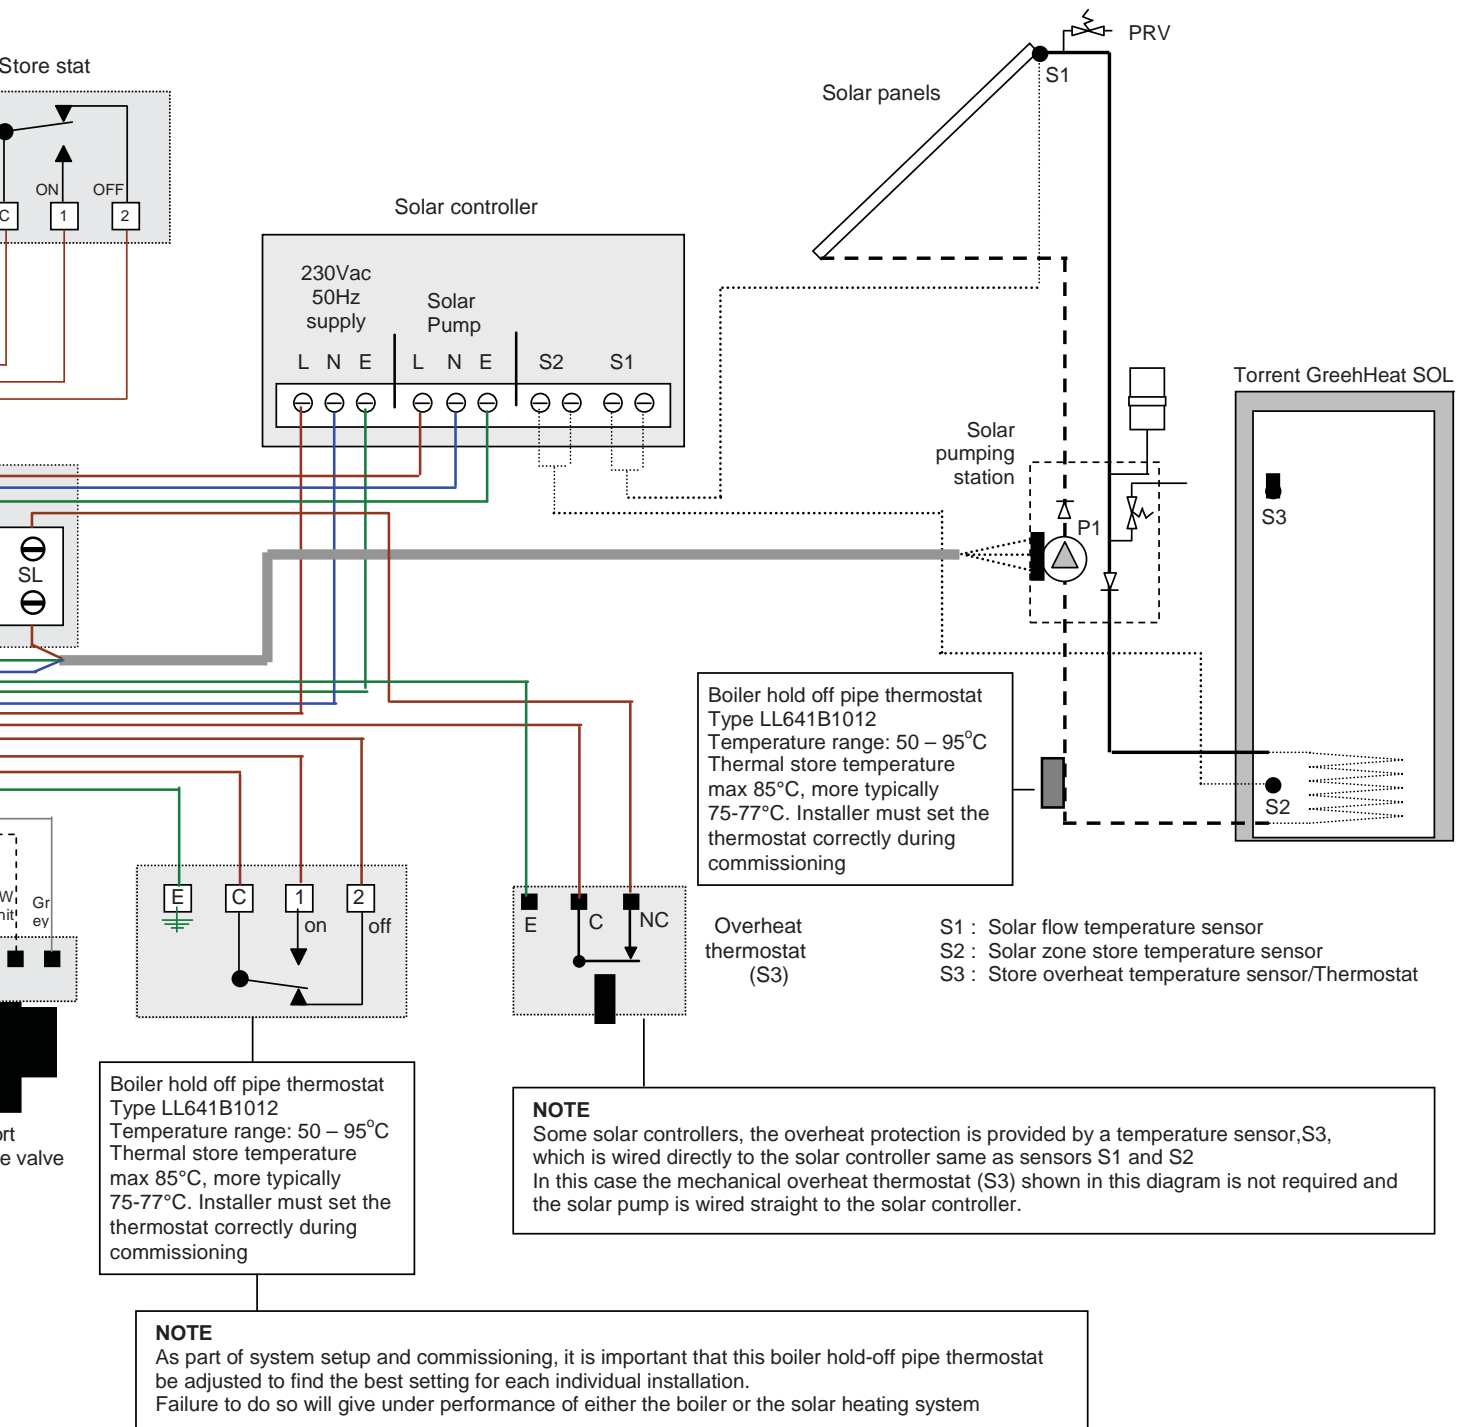 PRV
Store stat
S1
Solar panels
ON
OFF
C
1
2
Solar controller
230Vac
50Hz
supply
Solar
Pump
L N E
L N E
S2
S1
Torrent GreehHeat SOL
Solar
pumping
station
S3
P1
SL
Boiler hold off pipe thermostat
Type LL641B1012
Temperature range: 50 – 95°C
Thermal store temperature
max 85°C, more typically
75-77°C. Installer must set the
thermostat correctly during
commissioning
S2
E
C
1
2
on
off
Gr
ey
E
C
NC
Overheat
thermostat
(S3)
S1 : Solar flow temperature sensor
S2 : Solar zone store temperature sensor
S3 : Store overheat temperature sensor/Thermostat
Boiler hold off pipe thermostat
Type LL641B1012
Temperature range: 50 – 95°C
Thermal store temperature
max 85°C, more typically
75-77°C. Installer must set the
thermostat correctly during
commissioning
e valve
NOTE
Some solar controllers, the overheat protection is provided by a temperature sensor,S3,
which is wired directly to the solar controller same as sensors S1 and S2
In this case the mechanical overheat thermostat (S3) shown in this diagram is not required and
the solar pump is wired straight to the solar controller.
NOTE
As part of system setup and commissioning, it is important that this boiler hold-off pipe thermostat
be adjusted to find the best setting for each individual installation.
Failure to do so will give under performance of either the boiler or the solar heating system